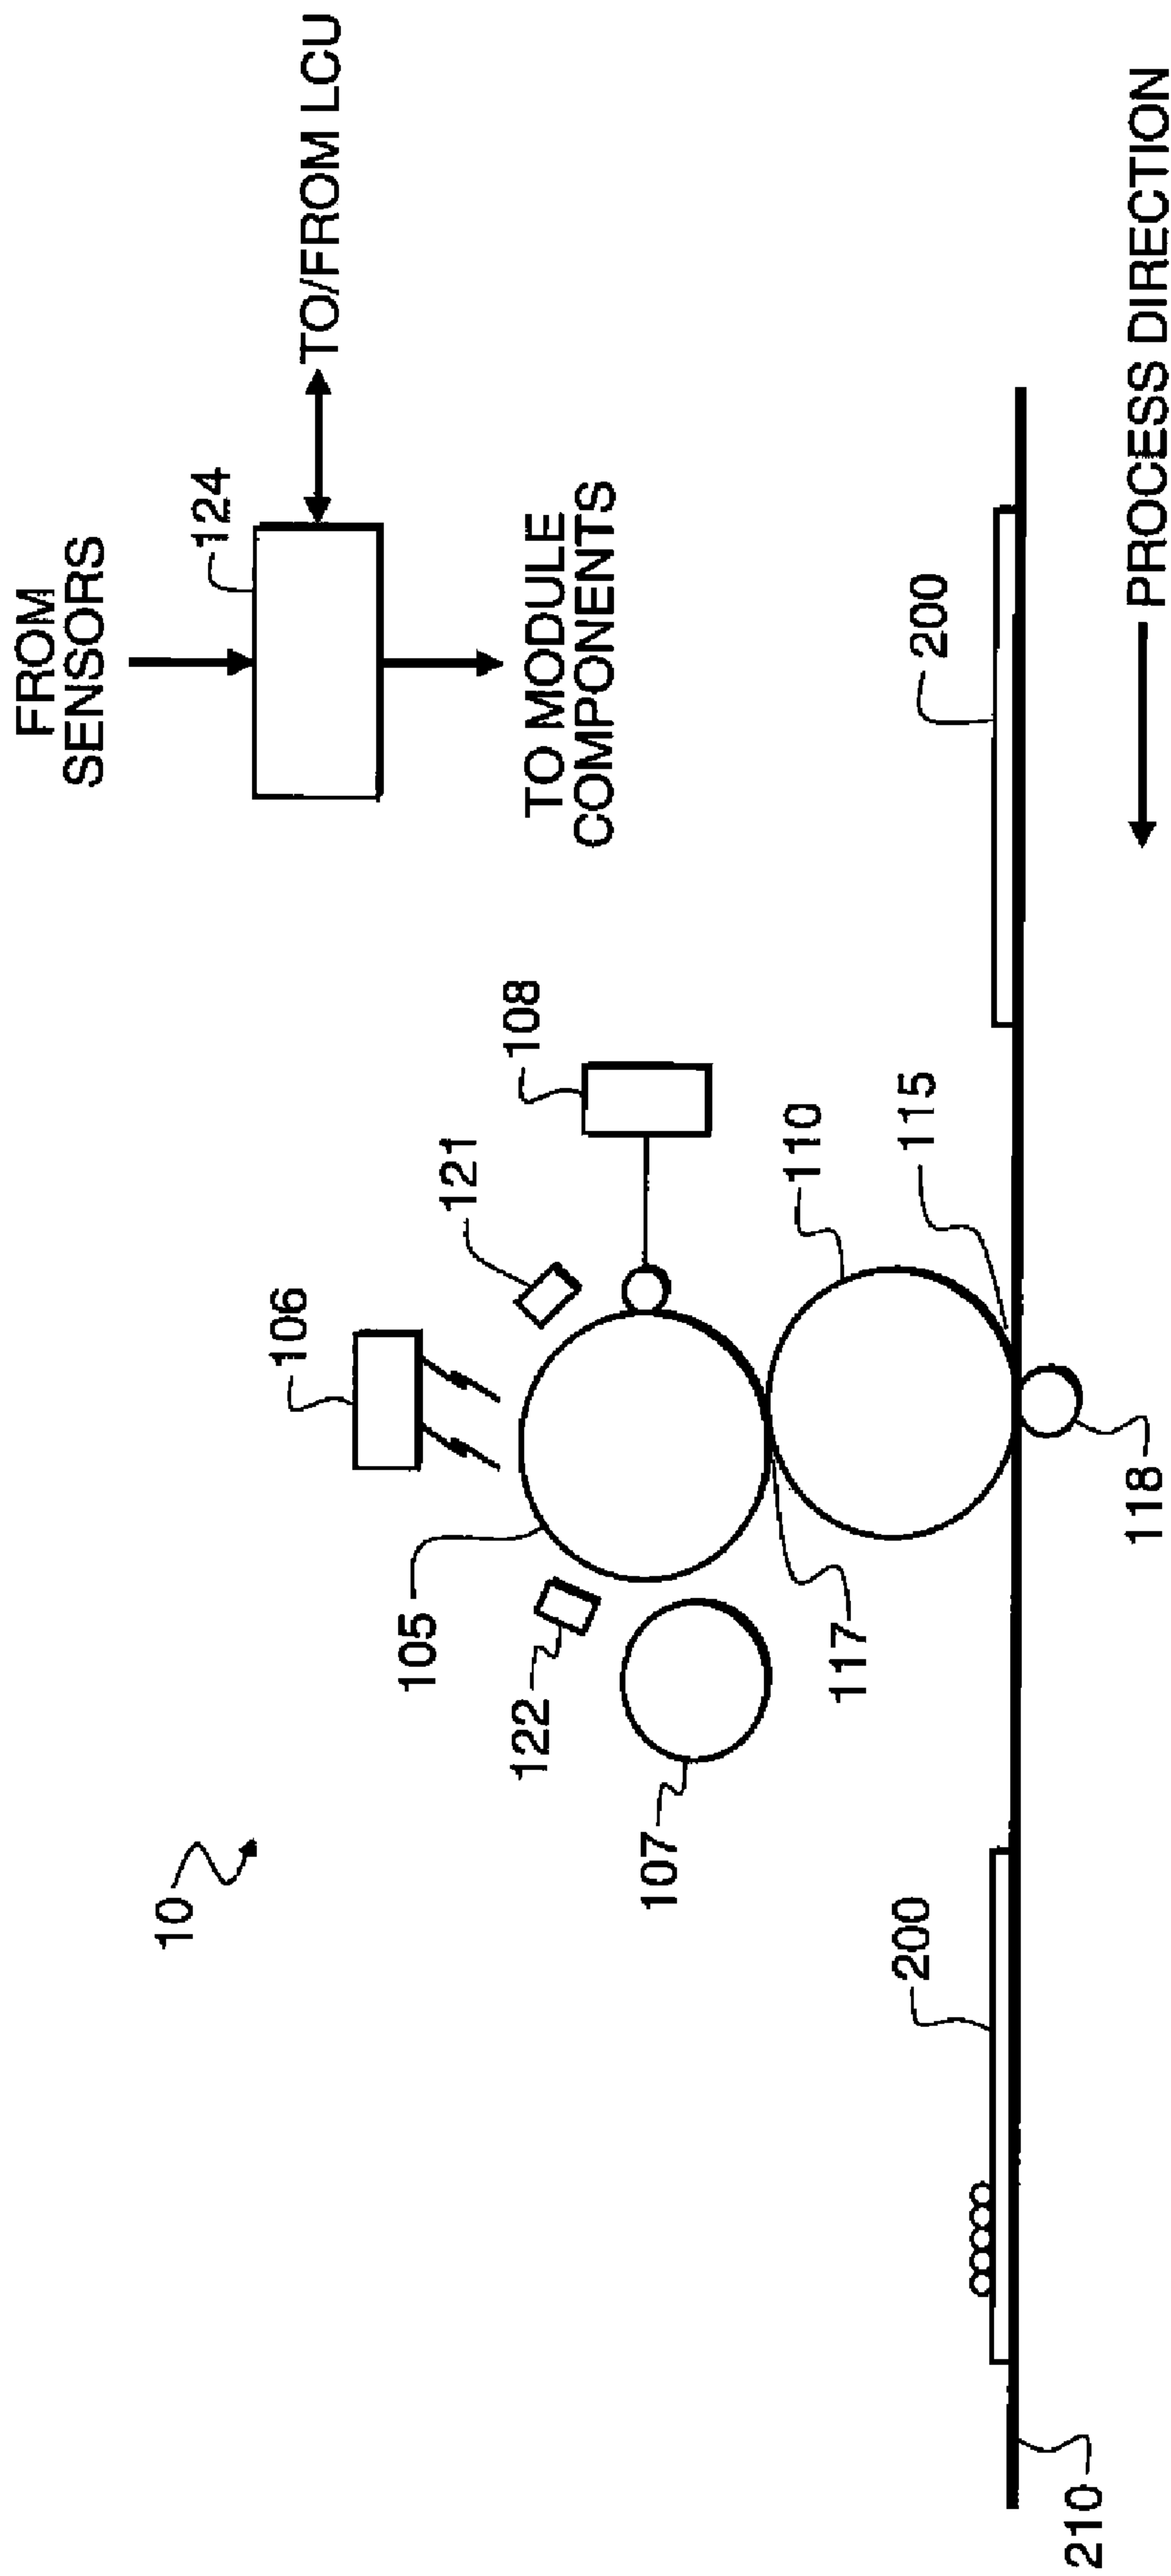 FROM
SENSORS
124
TO/FROM LCU
TO MODULE
COMPONENTS
10
106
121
108
105
122
107
110
117
115
200
200
118
210
PROCESS DIRECTION